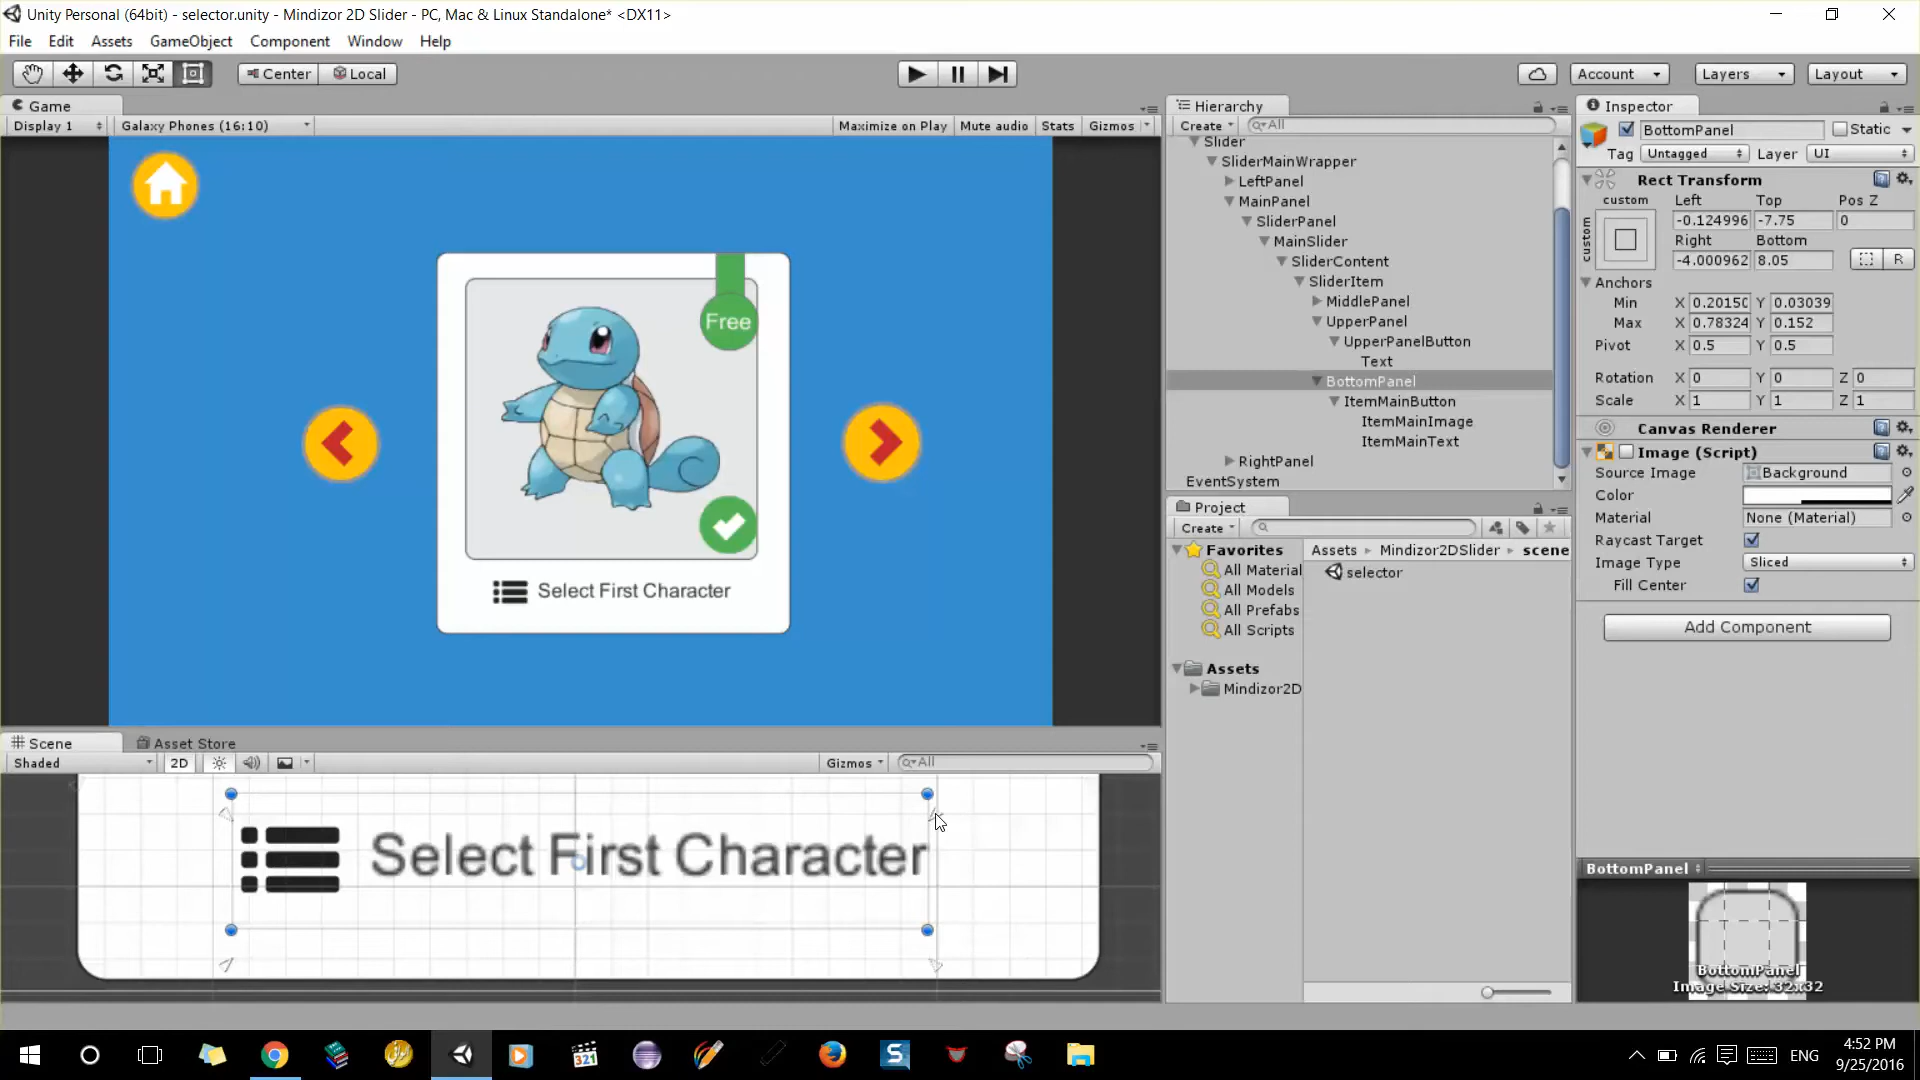 Unity Personal (64bit) - selector.unity - Mindizor 2D Slider - PC, Mac & Linux Standalone* <DX11>
File Edit Assets GameObject Component Window Help
Center Local Account Layers Layout
Game
Display 1 Galaxy Phones (16:10) Maximize on Play Mute audio Stats Gizmos
Free
Select First Character
Scene Asset Store
Shaded 2D Gizmos All
Select First Character
Hierarchy
Create All
Slider
SliderMainWrapper
LeftPanel
MainPanel
SliderPanel
MainSlider
SliderContent
SliderItem
MiddlePanel
UpperPanel
UpperPanelButton
Text
BottomPanel
ItemMainButton
ItemMainImage
ItemMainText
RightPanel
EventSystem
Project
Create
Favorites
All Material
All Models
All Prefabs
All Scripts
Assets
Mindizor2D
Assets Mindizor2DSlider scene
selector
Inspector
BottomPanel Static
Tag Untagged Layer UI
Rect Transform
custom Left Top Pos Z
custom
-0.124996 -7.75 0
Right Bottom
-4.000962 8.05 R
Anchors
Min X 0.2015 Y 0.03039
Max X 0.78324 Y 0.152
Pivot X 0.5 Y 0.5
Rotation X 0 Y 0 Z 0
Scale X 1 Y 1 Z 1
Canvas Renderer
Image (Script)
Source Image Background
Color
Material None (Material)
Raycast Target
Image Type Sliced
Fill Center
Add Component
BottomPanel
BottomPanel
Image Size: 32x32
321 S ENG 4:52 PM
9/25/2016